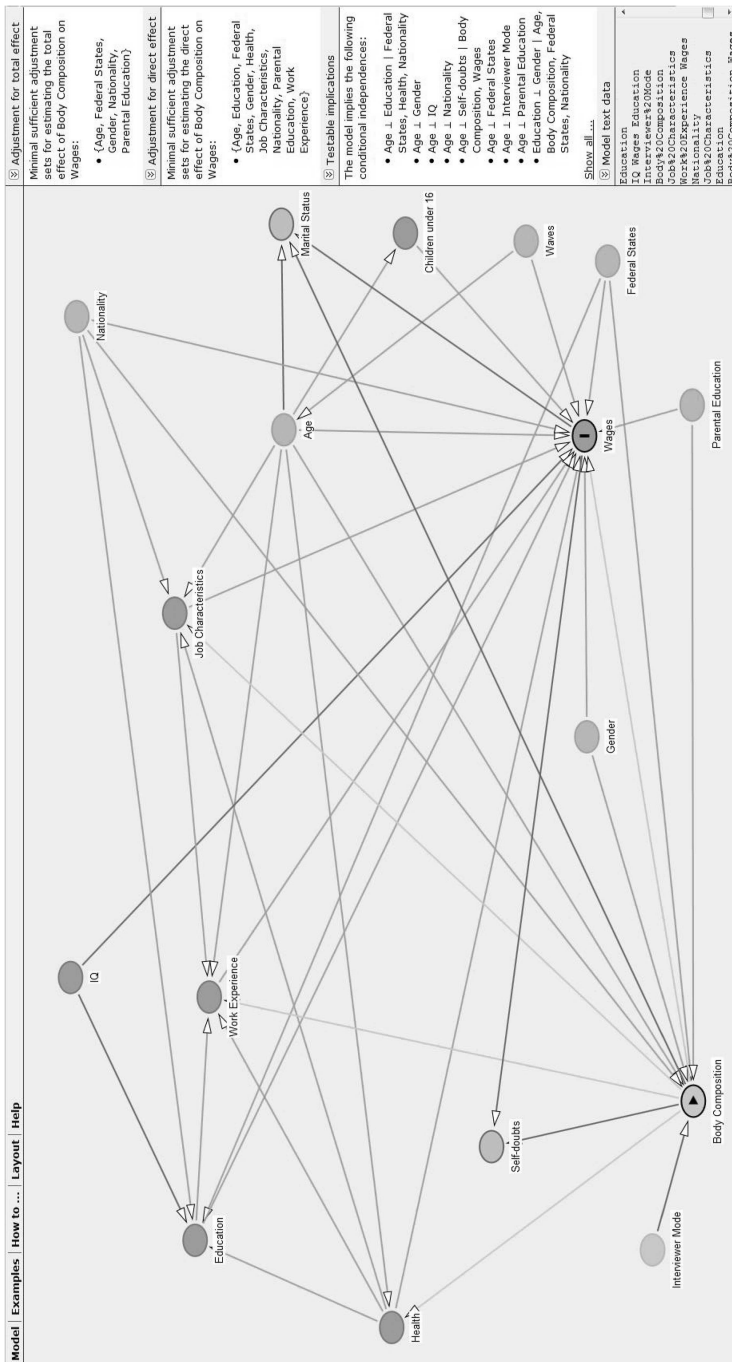 Model | Examples | How to ... | Layout | Help
IQ
Education
Work Experience
Job Characteristics
Nationality
Age
Marital Status
Children under 16
Waves
Federal States
Health
Self-doubts
Gender
Wages
Parental Education
Interviewer Mode
Body Composition
Adjustment for total effect
Minimal sufficient adjustment
sets for estimating the total
effect of Body Composition on
Wages:
• {Age, Federal States,
Gender, Nationality,
Parental Education}
Adjustment for direct effect
Minimal sufficient adjustment
sets for estimating the direct
effect of Body Composition on
Wages:
• {Age, Education, Federal
States, Gender, Health,
Job Characteristics,
Nationality, Parental
Education, Work
Experience}
Testable implications
The model implies the following
conditional independences:
• Age ⊥ Education | Federal
States, Health, Nationality
• Age ⊥ Gender
• Age ⊥ IQ
• Age ⊥ Nationality
• Age ⊥ Self-doubts | Body
Composition, Wages
• Age ⊥ Federal States
• Age ⊥ Interviewer Mode
• Age ⊥ Parental Education
• Education ⊥ Gender | Age,
Body Composition, Federal
States, Nationality
Show all ...
Model text data
Education
IQ Wages Education
Interviewer%20Mode
Body%20Composition
Job%20Characteristics
Work%20Experience Wages
Nationality
Job%20Characteristics
Education
Body%20Composition Wages